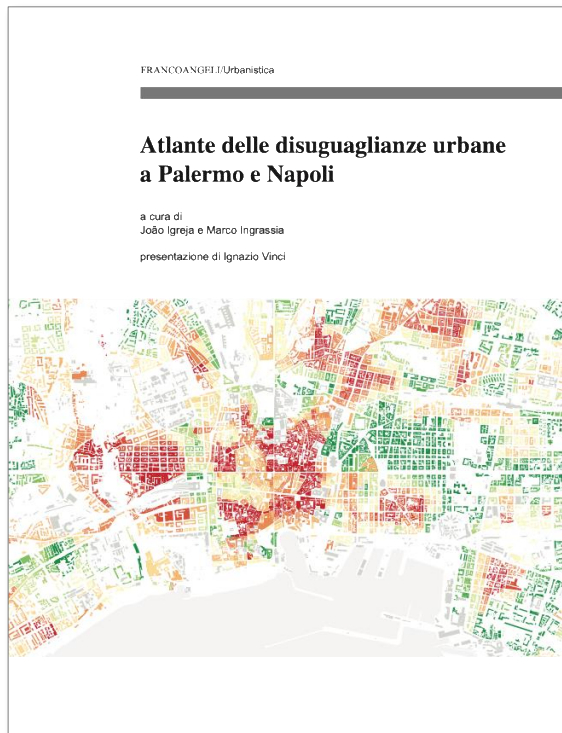 FRANCOANGELI/Urbanistica
Atlante delle disuguaglianze urbane
a Palermo e Napoli
a cura di
João Igreja e Marco Ingrassia
presentazione di Ignazio Vinci